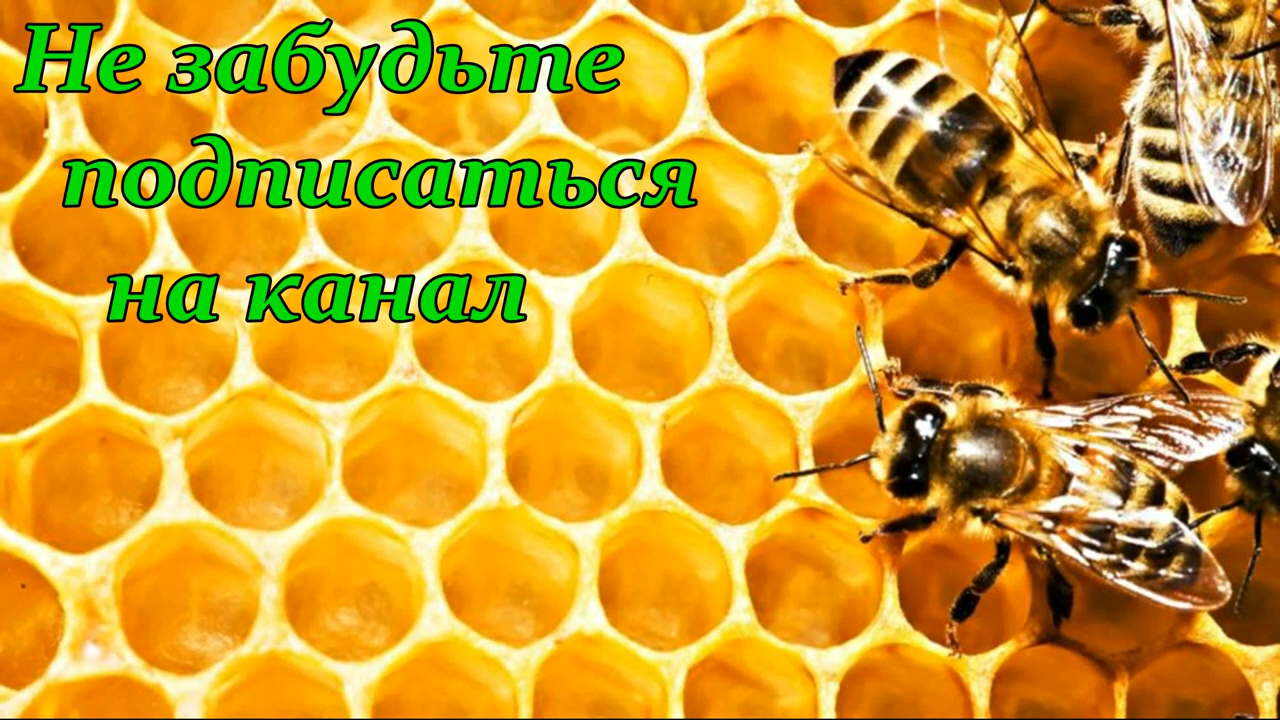 Не забудьте
подписаться
на канал